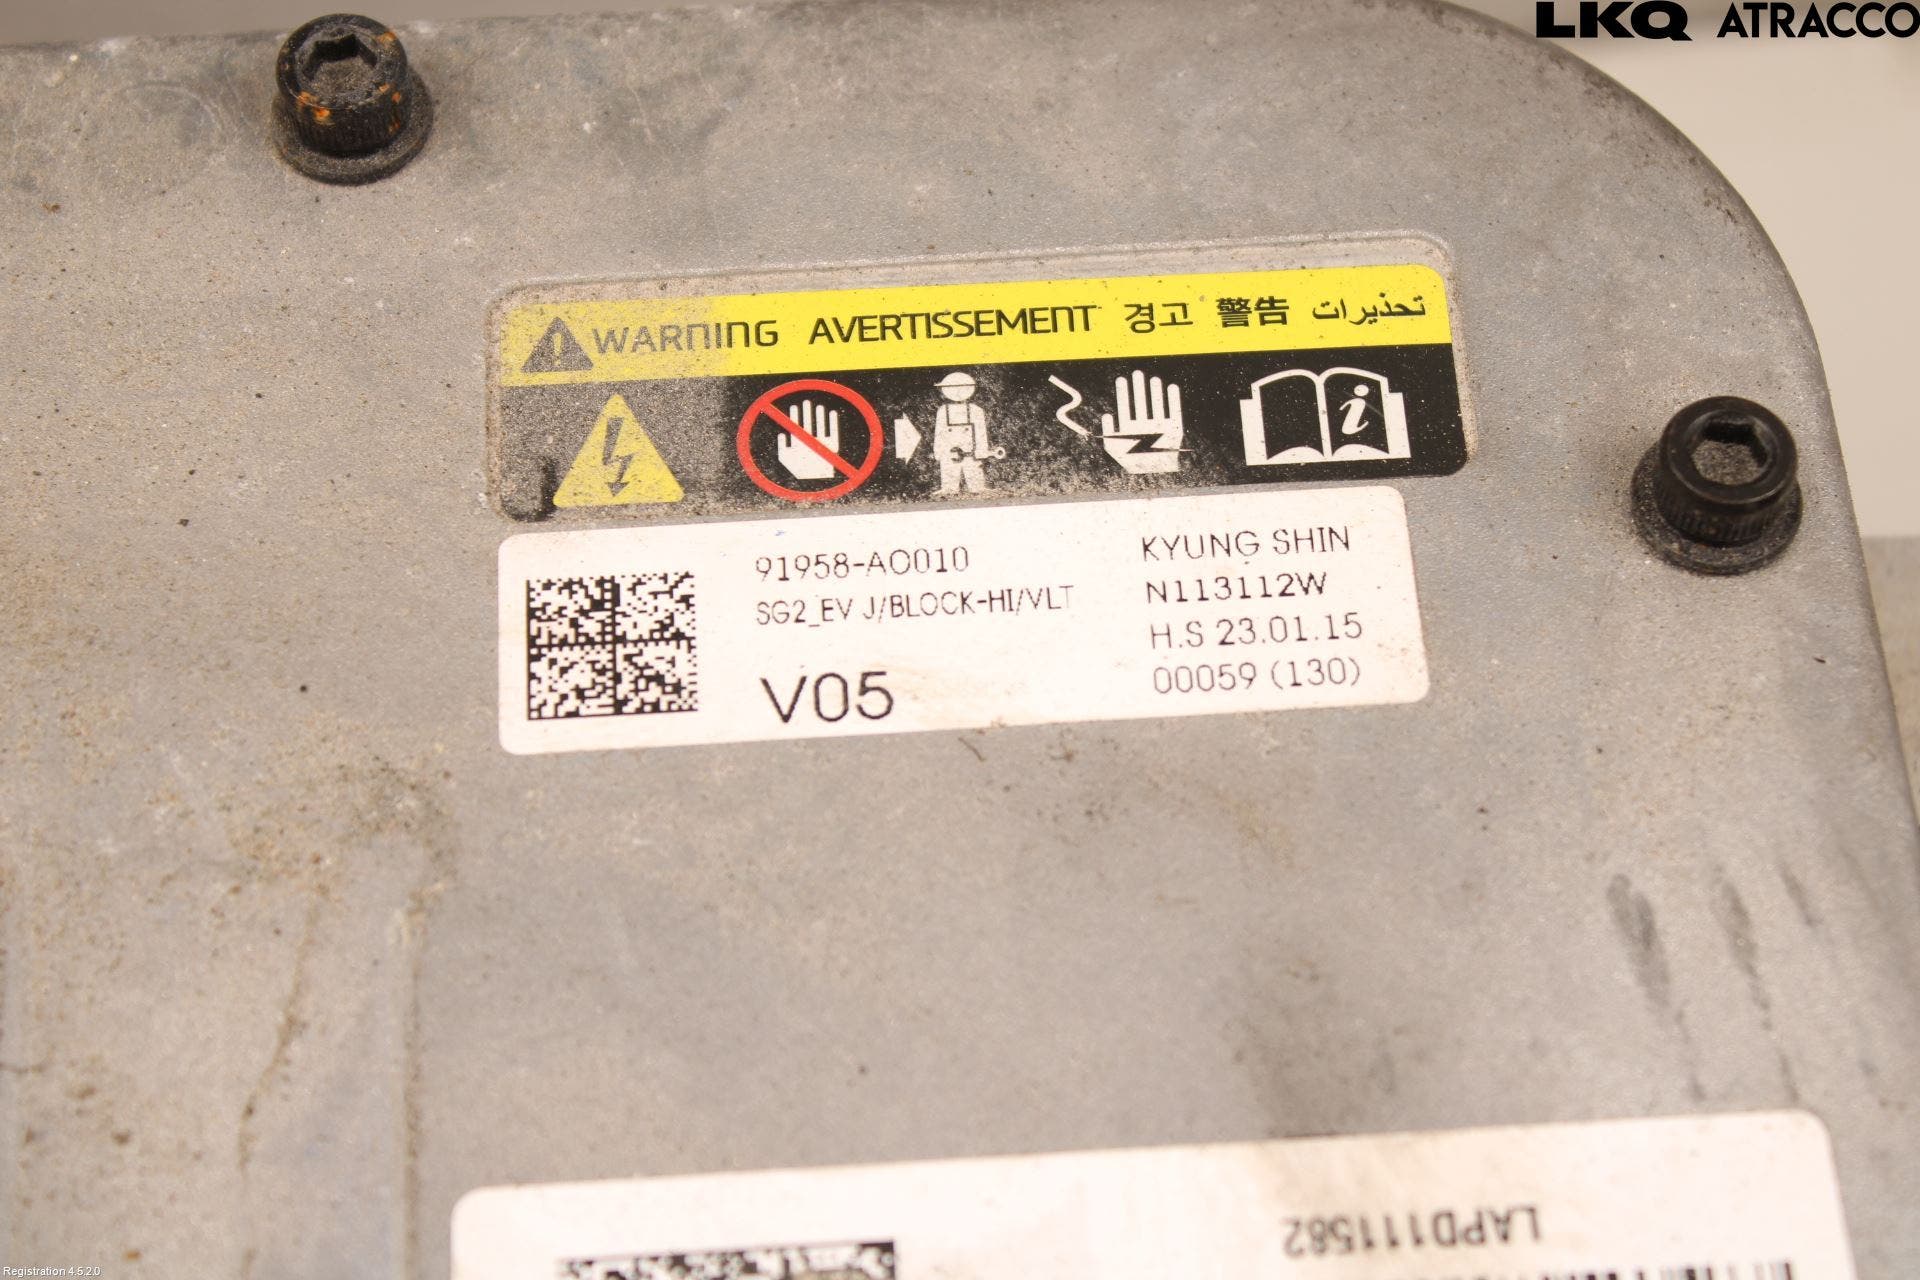 LKQ ATRACCO
WARNING AVERTISSEMENT 경고 警告 تحذيرات
91958-AO010
SG2_EV J/BLOCK-HI/VLT
V05
KYUNG SHIN
N113112W
H.S 23.01.15
00059 (130)
LAPD111582
Registration 4.5.2.0